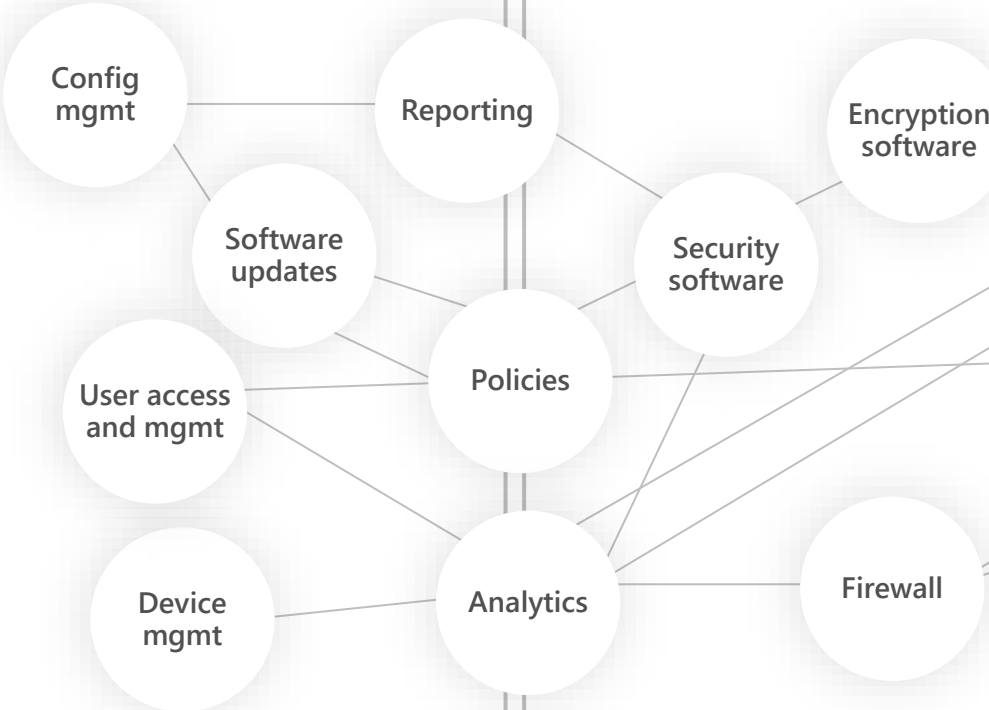 Config
mgmt
Reporting
Encryption
software
Software
updates
Security
software
User access
and mgmt
Policies
Device
mgmt
Analytics
Firewall